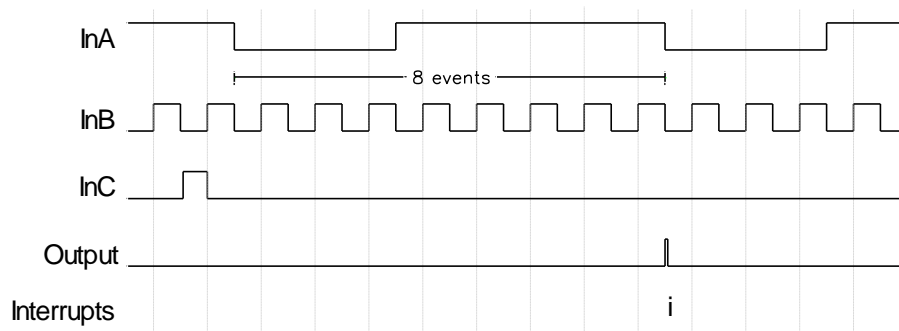 InA
8 events
InB
InC
Output
Interrupts
i